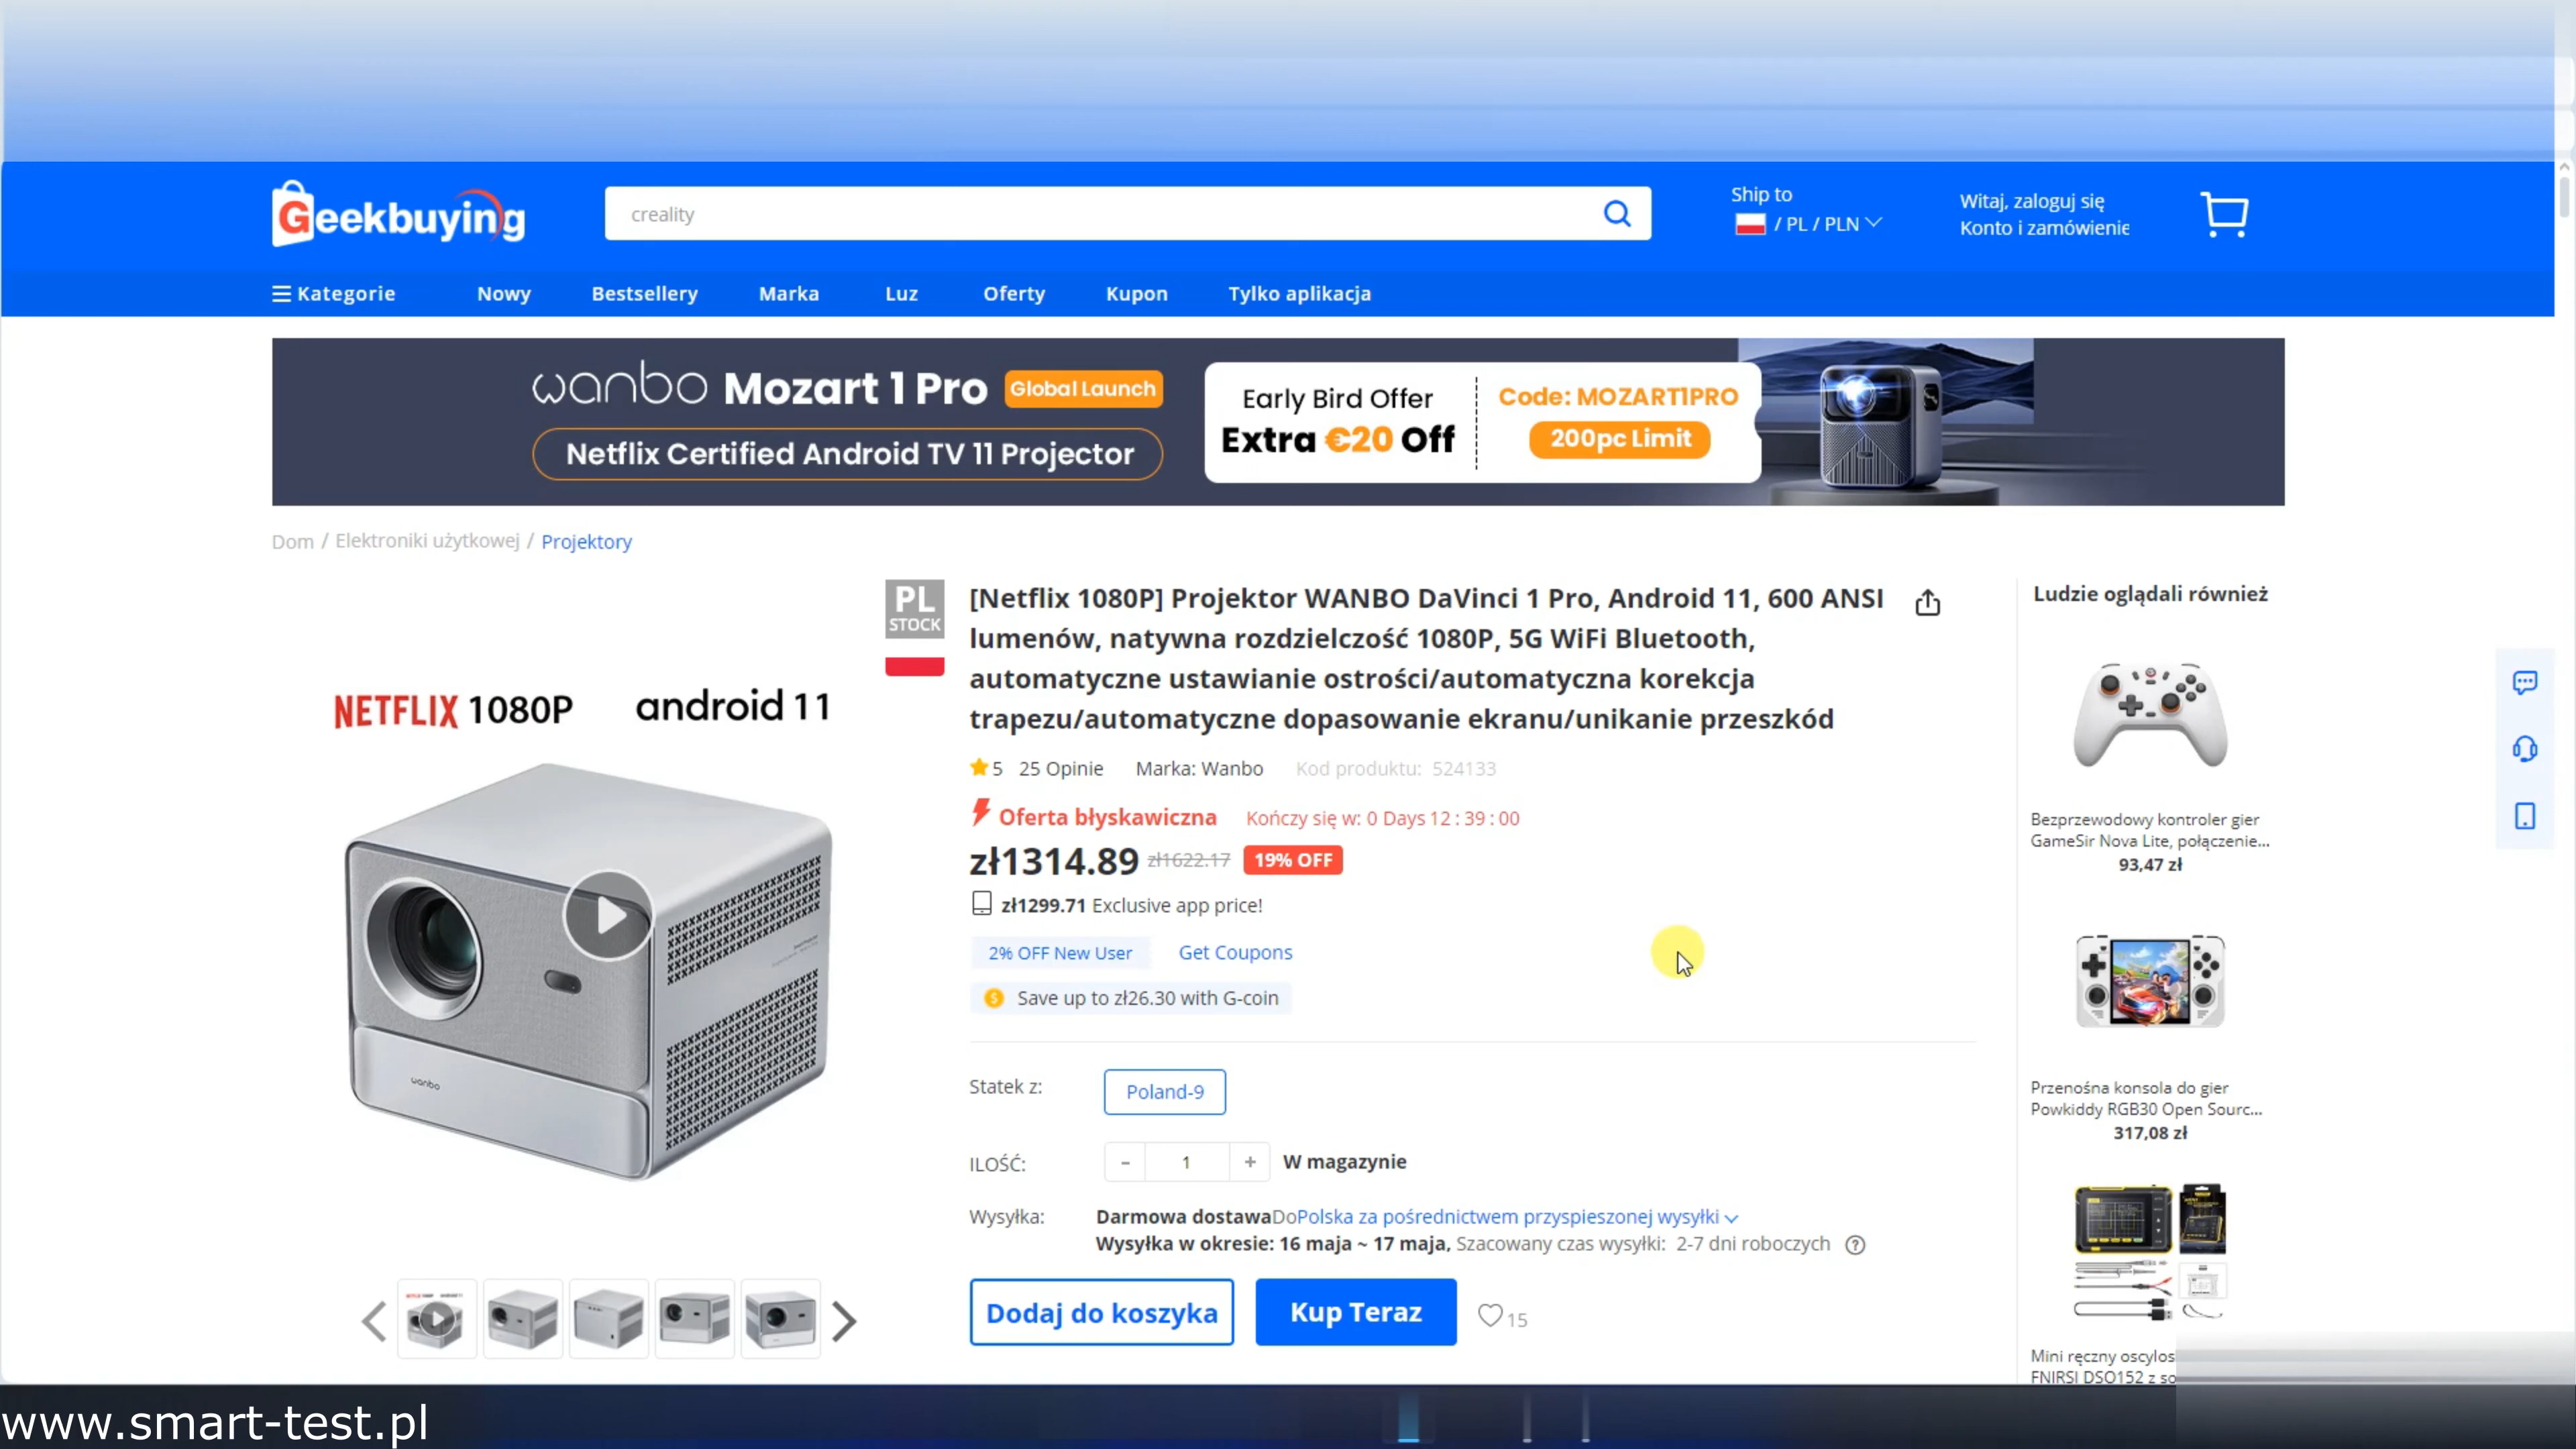 Geekbuying
creality
Ship to
/ PL / PLN
Witaj, zaloguj się
Konto i zamówienie
Kategorie
Nowy
Bestsellery
Marka
Luz
Oferty
Kupon
Tylko aplikacja
wanbo Mozart 1 Pro Global Launch
Netflix Certified Android TV 11 Projector
Early Bird Offer
Extra €20 Off
Code: MOZART1PRO
200pc Limit
Dom / Elektroniki użytkowej / Projektory
NETFLIX 1080P android 11
wanbo
PL
STOCK
[Netflix 1080P] Projektor WANBO DaVinci 1 Pro, Android 11, 600 ANSI
lumenów, natywna rozdzielczość 1080P, 5G WiFi Bluetooth,
automatyczne ustawianie ostrości/automatyczna korekcja
trapezu/automatyczne dopasowanie ekranu/unikanie przeszkód
5 25 Opinie Marka: Wanbo Kod produktu: 524133
Oferta błyskawiczna Kończy się w: 0 Days 12 : 39 : 00
zł1314.89 zł1622.17 19% OFF
zł1299.71 Exclusive app price!
2% OFF New User Get Coupons
Save up to zł26.30 with G-coin
Statek z: Poland-9
ILOŚĆ: - 1 + W magazynie
Wysyłka: Darmowa dostawaDoPolska za pośrednictwem przyspieszonej wysyłki
Wysyłka w okresie: 16 maja ~ 17 maja, Szacowany czas wysyłki: 2-7 dni roboczych ?
Dodaj do koszyka Kup Teraz 15
Ludzie oglądali również
Bezprzewodowy kontroler gier
GameSir Nova Lite, połączenie...
93,47 zł
Przenośna konsola do gier
Powkiddy RGB30 Open Sourc...
317,08 zł
Mini ręczny oscylos
FNIRSI DSO152 z so
www.smart-test.pl